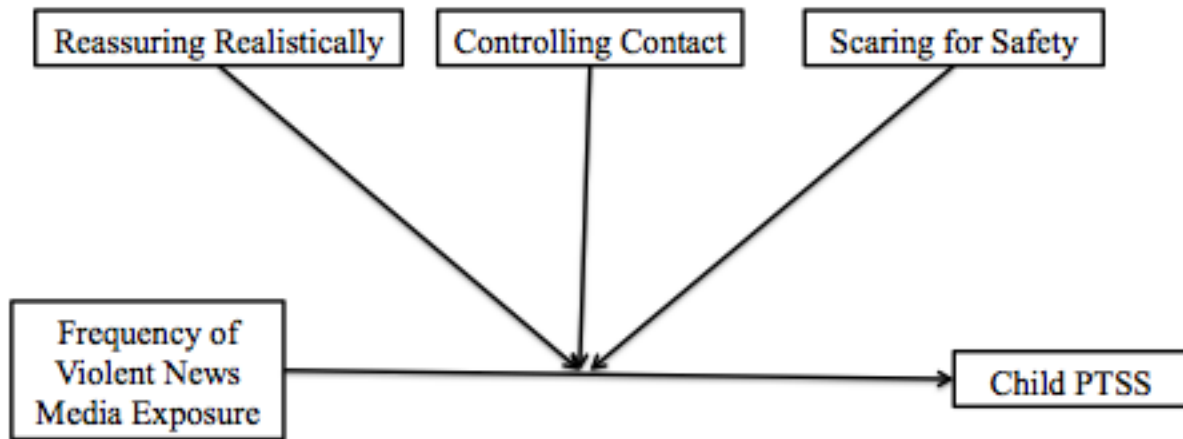 Reassuring Realistically
Controlling Contact
Scaring for Safety
Frequency of
Violent News
Media Exposure
Child PTSS